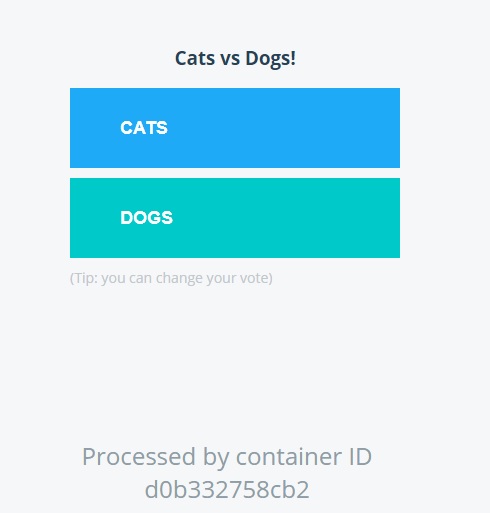 Cats vs Dogs!
CATS
DOGS
(Tip: you can change your vote)
Processed by container ID
d0b332758cb2